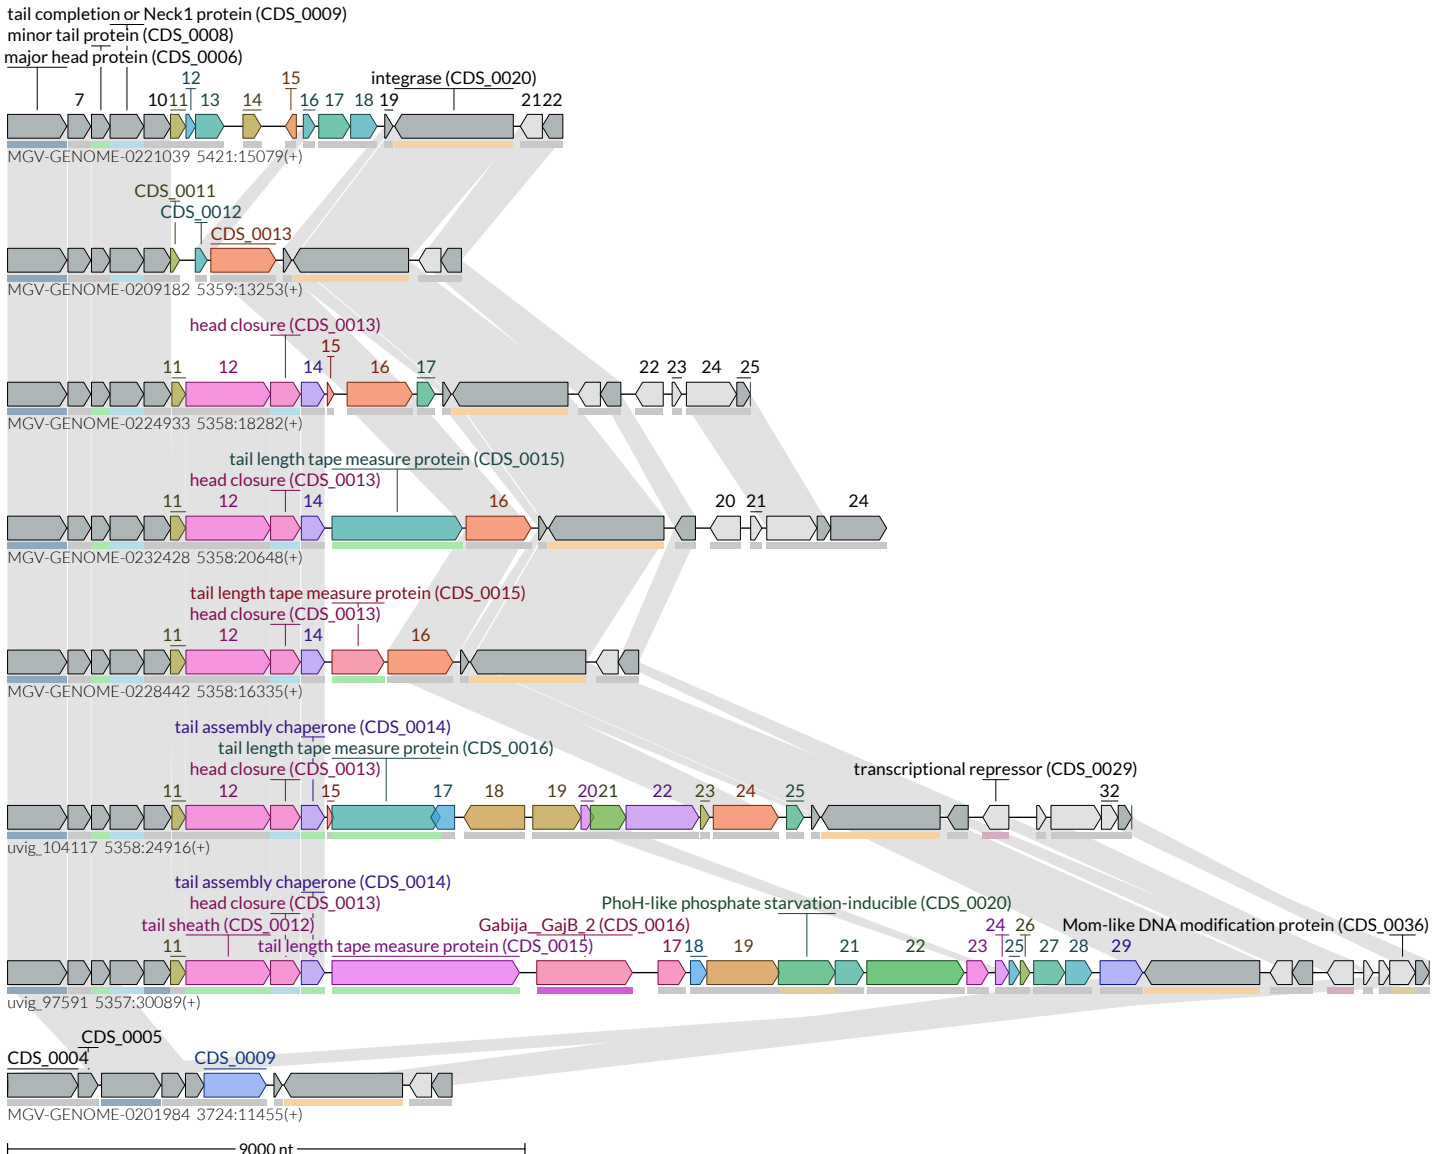 tail completion or Neck1 protein (CDS_0009)
minor tail protein (CDS_0008)
major head protein (CDS_0006)
12 15 integrase (CDS_0020)
7 10 11 13 14 16 17 18 19 21 22
MGV-GENOME-0221039 5421:15079(+)
CDS_0011
CDS_0012
CDS_0013
MGV-GENOME-0209182 5359:13253(+)
head closure (CDS_0013)
15
11 12 14 16 17 22 23 24 25
MGV-GENOME-0224933 5358:18282(+)
tail length tape measure protein (CDS_0015)
head closure (CDS_0013)
11 12 14 16 20 21 24
MGV-GENOME-0232428 5358:20648(+)
tail length tape measure protein (CDS_0015)
head closure (CDS_0013)
11 12 14 16
MGV-GENOME-0228442 5358:16335(+)
tail assembly chaperone (CDS_0014)
tail length tape measure protein (CDS_0016)
head closure (CDS_0013) transcriptional repressor (CDS_0029)
11 12 15 17 18 19 20 21 22 23 24 25 32
uvig_104117 5358:24916(+)
tail assembly chaperone (CDS_0014)
head closure (CDS_0013) PhoH-like phosphate starvation-inducible (CDS_0020)
tail sheath (CDS_0012) Gabija__GajB_2 (CDS_0016) 24 26 Mom-like DNA modification protein (CDS_0036)
11 tail length tape measure protein (CDS_0015) 17 18 19 21 22 23 25 27 28 29
uvig_97591 5357:30089(+)
CDS_0005
CDS_0004 CDS_0009
MGV-GENOME-0201984 3724:11455(+)
9000 nt